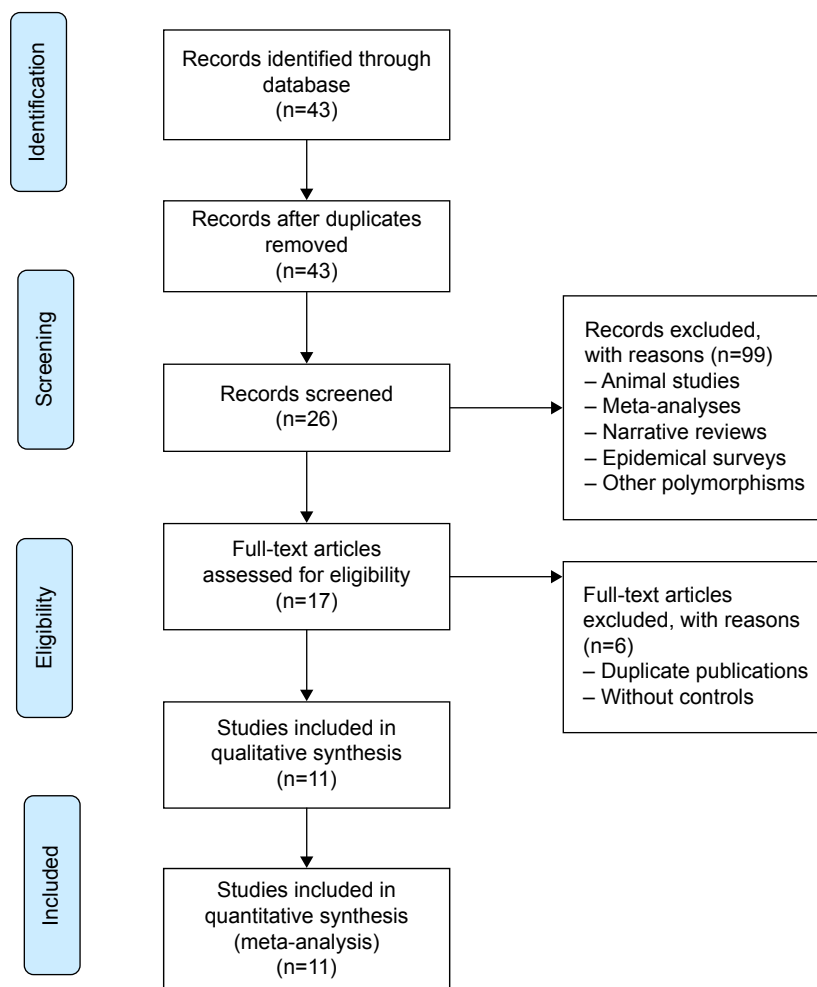 Identification
Records identified through
database
(n=43)
Records after duplicates
removed
(n=43)
Screening
Records screened
(n=26)
Records excluded,
with reasons (n=99)
– Animal studies
– Meta-analyses
– Narrative reviews
– Epidemical surveys
– Other polymorphisms
Eligibility
Full-text articles
assessed for eligibility
(n=17)
Full-text articles
excluded, with reasons
(n=6)
– Duplicate publications
– Without controls
Studies included in
qualitative synthesis
(n=11)
Included
Studies included in
quantitative synthesis
(meta-analysis)
(n=11)